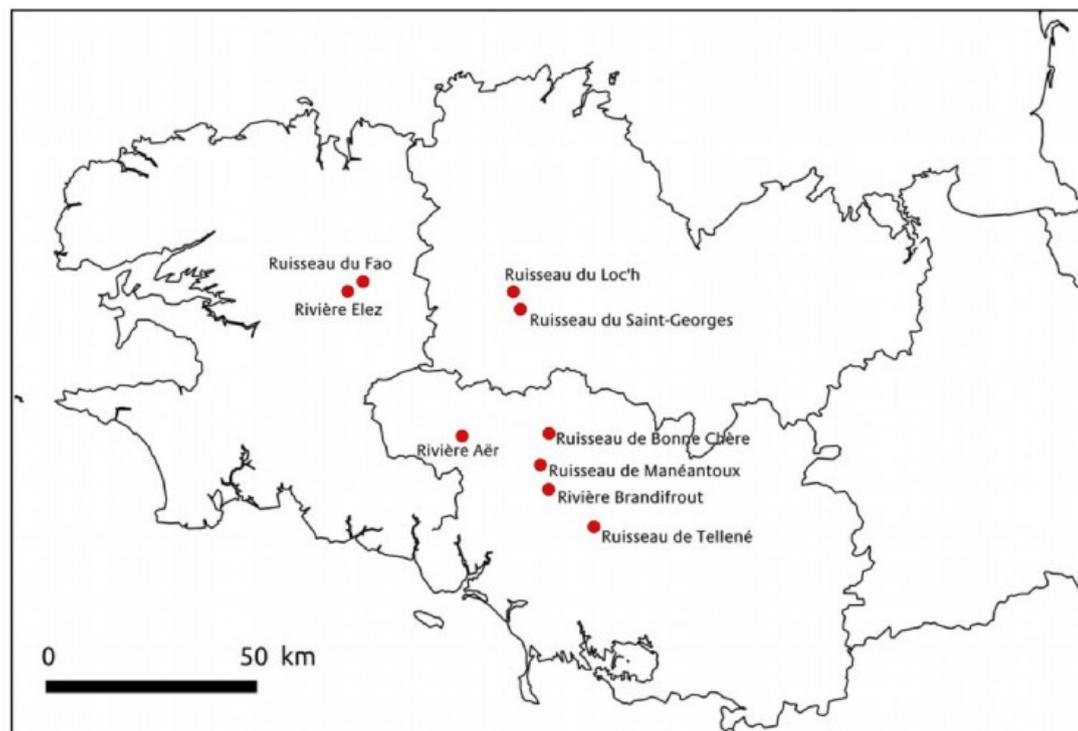 Ruisseau du Fao
Rivière Elez
Ruisseau du Loc'h
Ruisseau du Saint-Georges
Rivière Aër
Ruisseau de Bonne Chère
Ruisseau de Manéantoux
Rivière Brandifrout
Ruisseau de Tellené
0 50 km